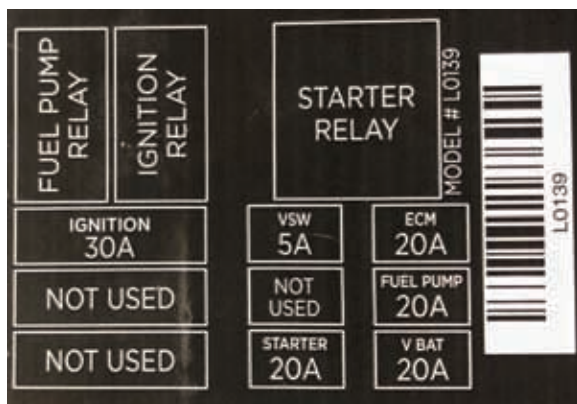 FUEL PUMP
RELAY
IGNITION
RELAY
STARTER
RELAY
MODEL # L0139
L0139
IGNITION
30A
VSW
5A
ECM
20A
NOT USED
NOT
USED
FUEL PUMP
20A
NOT USED
STARTER
20A
V BAT
20A